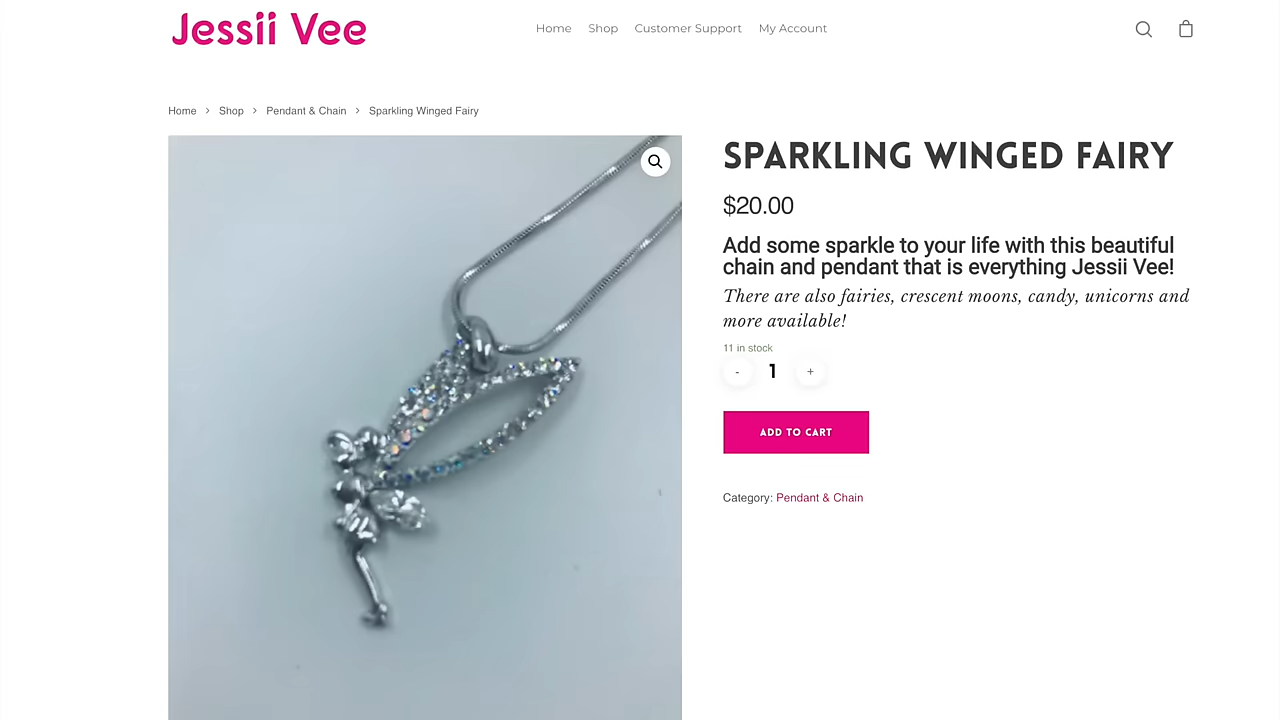 Jessii Vee
Home Shop Customer Support My Account
Home > Shop > Pendant & Chain > Sparkling Winged Fairy
SPARKLING WINGED FAIRY
$20.00
Add some sparkle to your life with this beautiful
chain and pendant that is everything Jessii Vee!
There are also fairies, crescent moons, candy, unicorns and
more available!
11 in stock
- 1 +
ADD TO CART
Category: Pendant & Chain